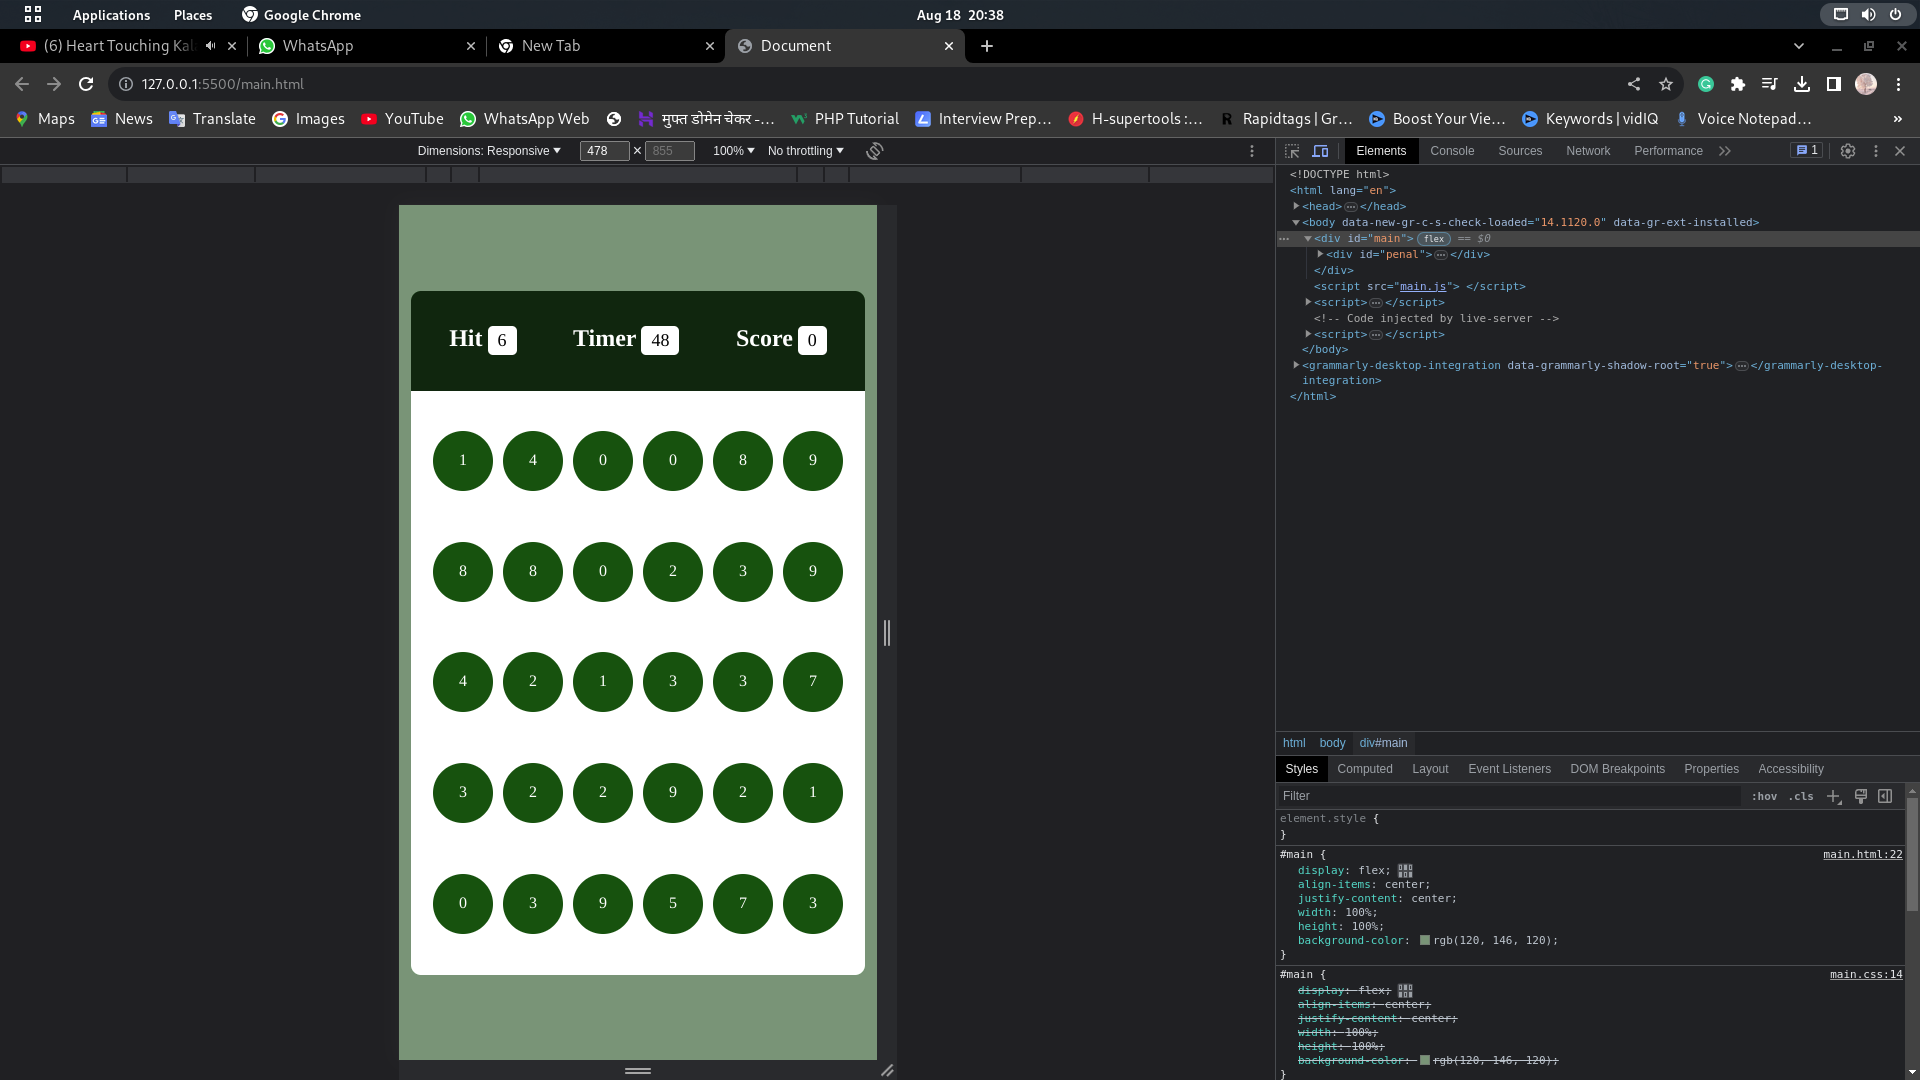 Applications Places Google Chrome Aug 18 20:38
(6) Heart Touching Kal WhatsApp New Tab Document
127.0.0.1:5500/main.html
Maps News Translate Images YouTube WhatsApp Web मुफ्त डोमेन चेकर -... PHP Tutorial Interview Prep... H-supertools :... Rapidtags | Gr... Boost Your Vie... Keywords | vidIQ Voice Notepad... »
Dimensions: Responsive 478 × 855 100% No throttling
Elements Console Sources Network Performance 1
<!DOCTYPE html>
<html lang="en">
<head> </head>
<body data-new-gr-c-s-check-loaded="14.1120.0" data-gr-ext-installed>
<div id="main"> flex == $0
<div id="penal"> </div>
</div>
<script src="main.js"> </script>
<script> </script>
<!-- Code injected by live-server -->
<script> </script>
</body>
<grammarly-desktop-integration data-grammarly-shadow-root="true"> </grammarly-desktop-
integration>
</html>
Hit 6 Timer 48 Score 0
1 4 0 0 8 9
8 8 0 2 3 9
4 2 1 3 3 7
3 2 2 9 2 1
0 3 9 5 7 3
html body div#main
Styles Computed Layout Event Listeners DOM Breakpoints Properties Accessibility
Filter :hov .cls
element.style {
}
#main { main.html:22
display: flex;
align-items: center;
justify-content: center;
width: 100%;
height: 100%;
background-color: rgb(120, 146, 120);
}
#main { main.css:14
display: flex;
align-items: center;
justify-content: center;
width: 100%;
height: 100%;
background-color: rgb(120, 146, 120);
}